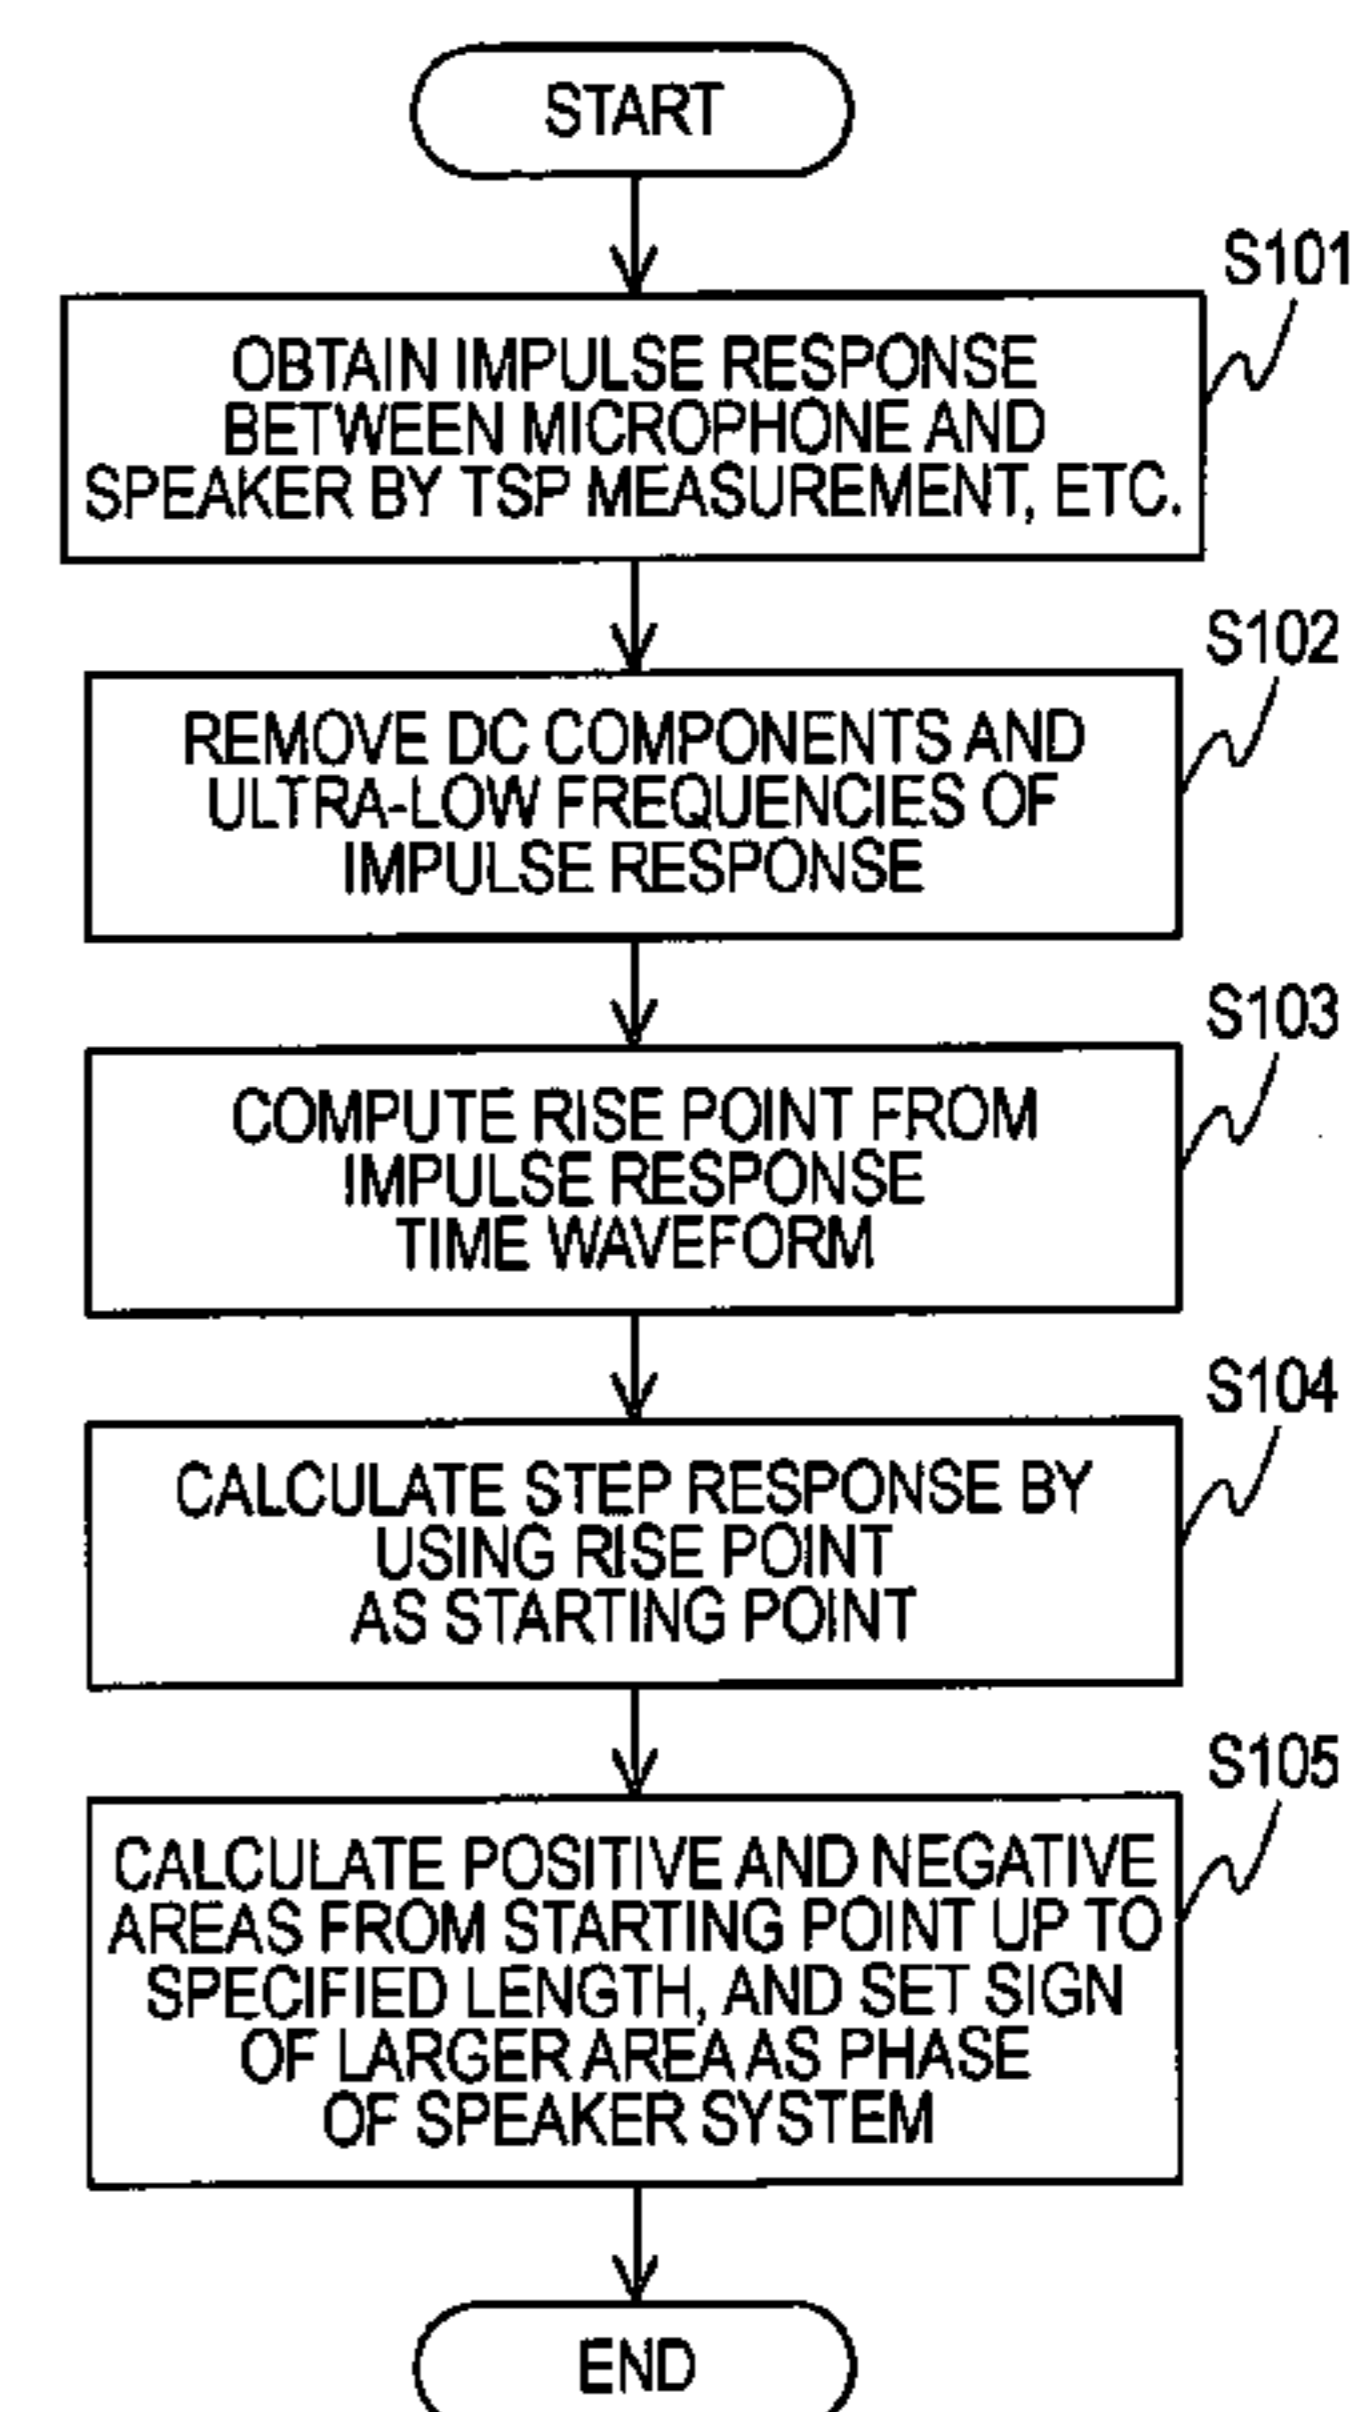 START
S101
OBTAIN IMPULSE RESPONSE
BETWEEN MICROPHONE AND
SPEAKER BY TSP MEASUREMENT, ETC.
S102
REMOVE DC COMPONENTS AND
ULTRA-LOW FREQUENCIES OF
IMPULSE RESPONSE
S103
COMPUTE RISE POINT FROM
IMPULSE RESPONSE
TIME WAVEFORM
S104
CALCULATE STEP RESPONSE BY
USING RISE POINT
AS STARTING POINT
S105
CALCULATE POSITIVE AND NEGATIVE
AREAS FROM STARTING POINT UP TO
SPECIFIED LENGTH, AND SET SIGN
OF LARGER AREA AS PHASE
OF SPEAKER SYSTEM
END